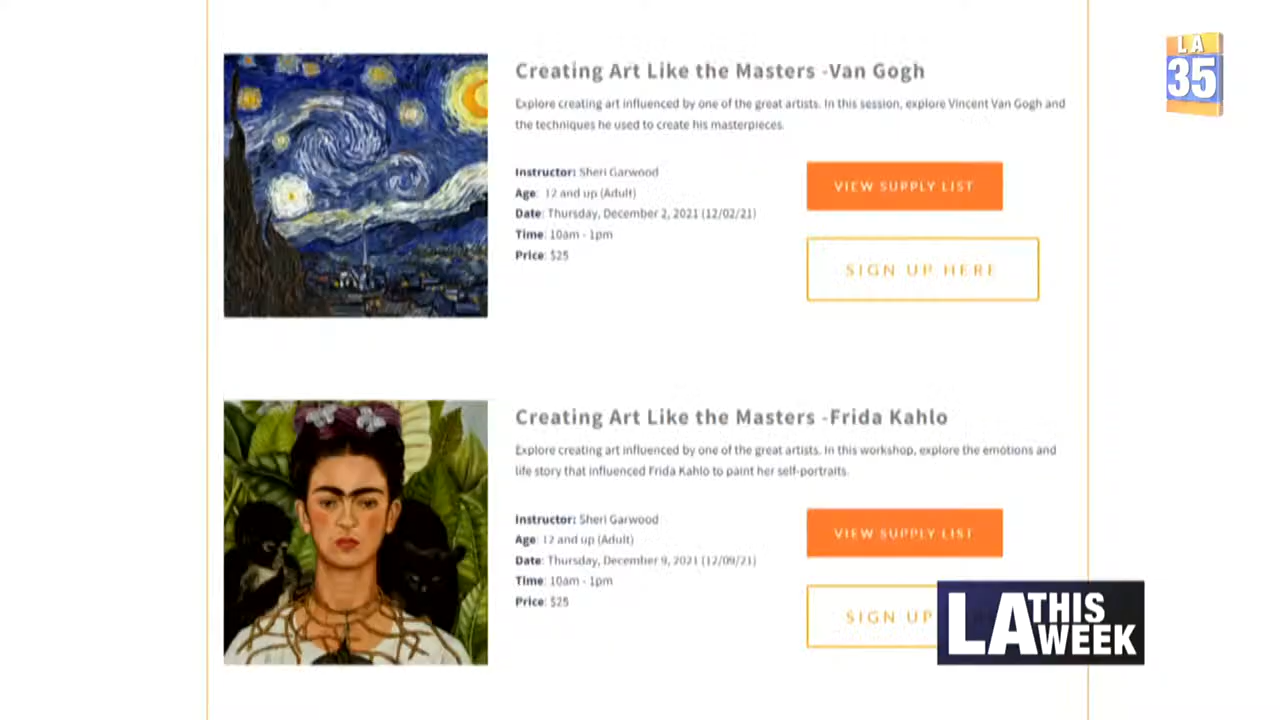 LA
35
Creating Art Like the Masters -Van Gogh
Explore creating art influenced by one of the great artists. In this session, explore Vincent Van Gogh and
the techniques he used to create his masterpieces.
Instructor: Sheri Garwood
Age: 12 and up (Adult)
Date: Thursday, December 2, 2021 (12/02/21)
Time: 10am - 1pm
Price: $25
VIEW SUPPLY LIST
SIGN UP HERE
Creating Art Like the Masters -Frida Kahlo
Explore creating art influenced by one of the great artists. In this workshop, explore the emotions and
life story that influenced Frida Kahlo to paint her self-portraits.
Instructor: Sheri Garwood
Age: 12 and up (Adult)
Date: Thursday, December 9, 2021 (12/09/21)
Time: 10am - 1pm
Price: $25
VIEW SUPPLY LIST
SIGN UP
LA THIS WEEK